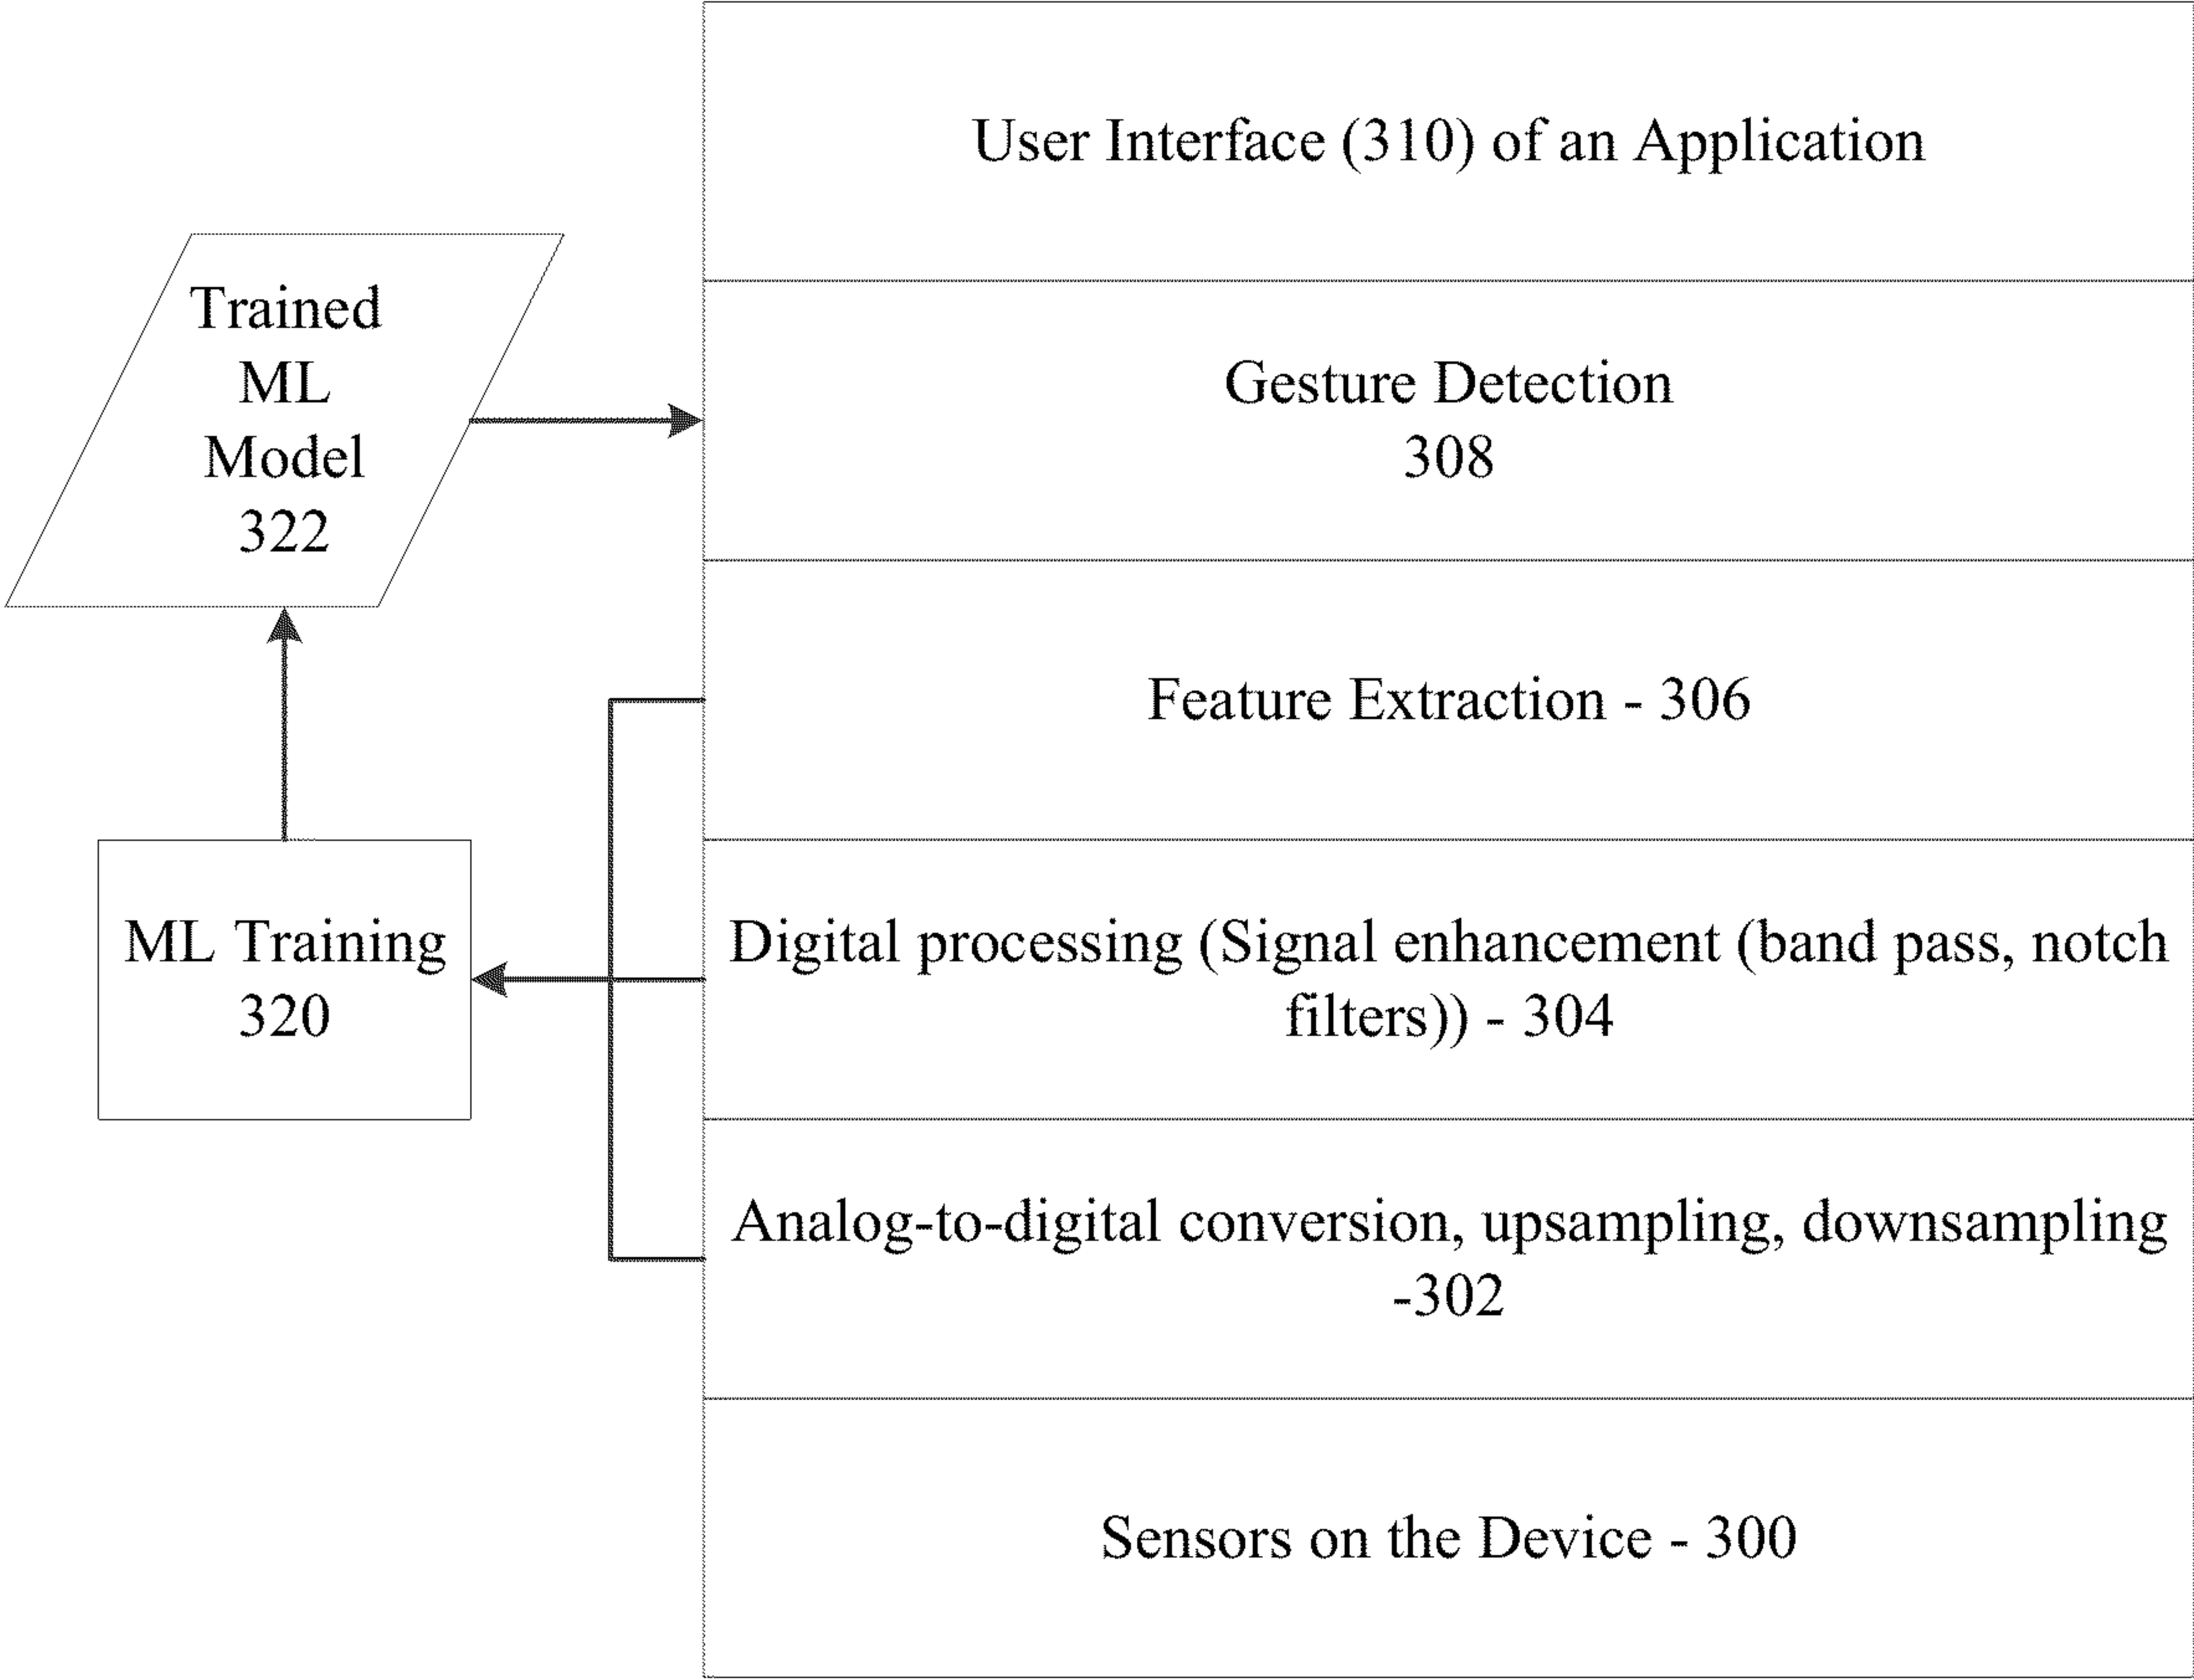 User Interface (310) of an Application
Trained
ML
Model
322
Gesture Detection
308
Feature Extraction - 306
ML Training
320
Digital processing (Signal enhancement (band pass, notch
filters)) - 304
Analog-to-digital conversion, upsampling, downsampling
-302
Sensors on the Device - 300